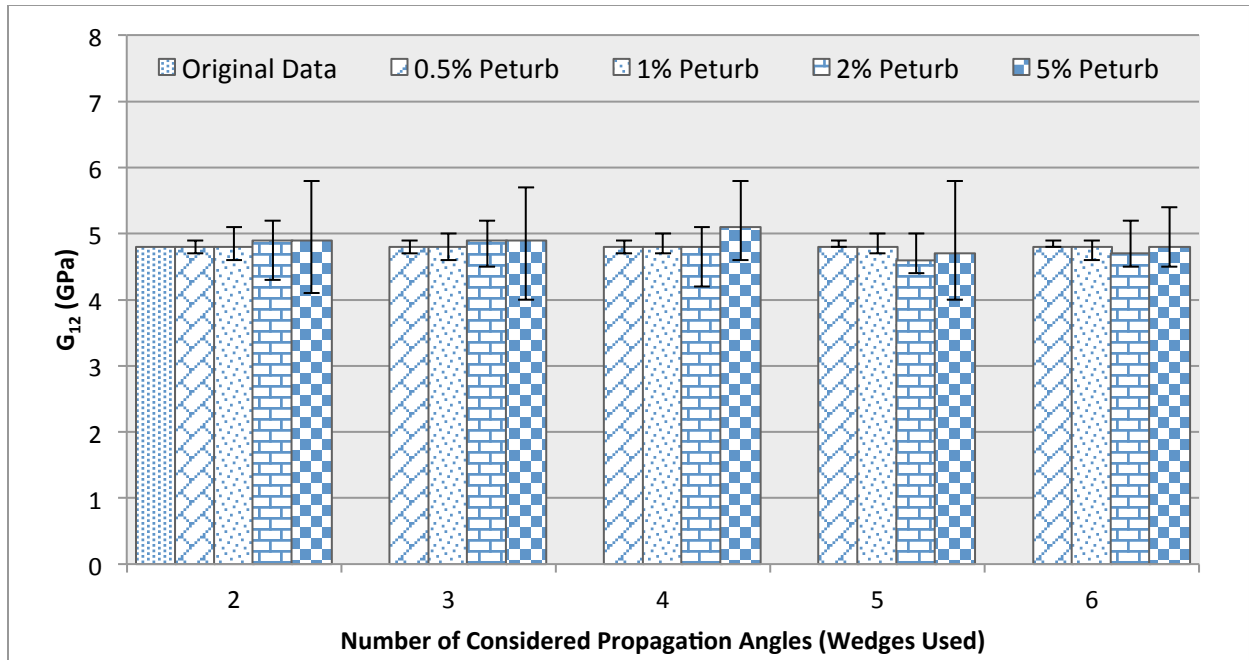 8
Original Data 0.5% Peturb 1% Peturb 2% Peturb 5% Peturb
7
6
5
4
3
2
1
0
G12 (GPa)
2 3 4 5 6
Number of Considered Propagation Angles (Wedges Used)